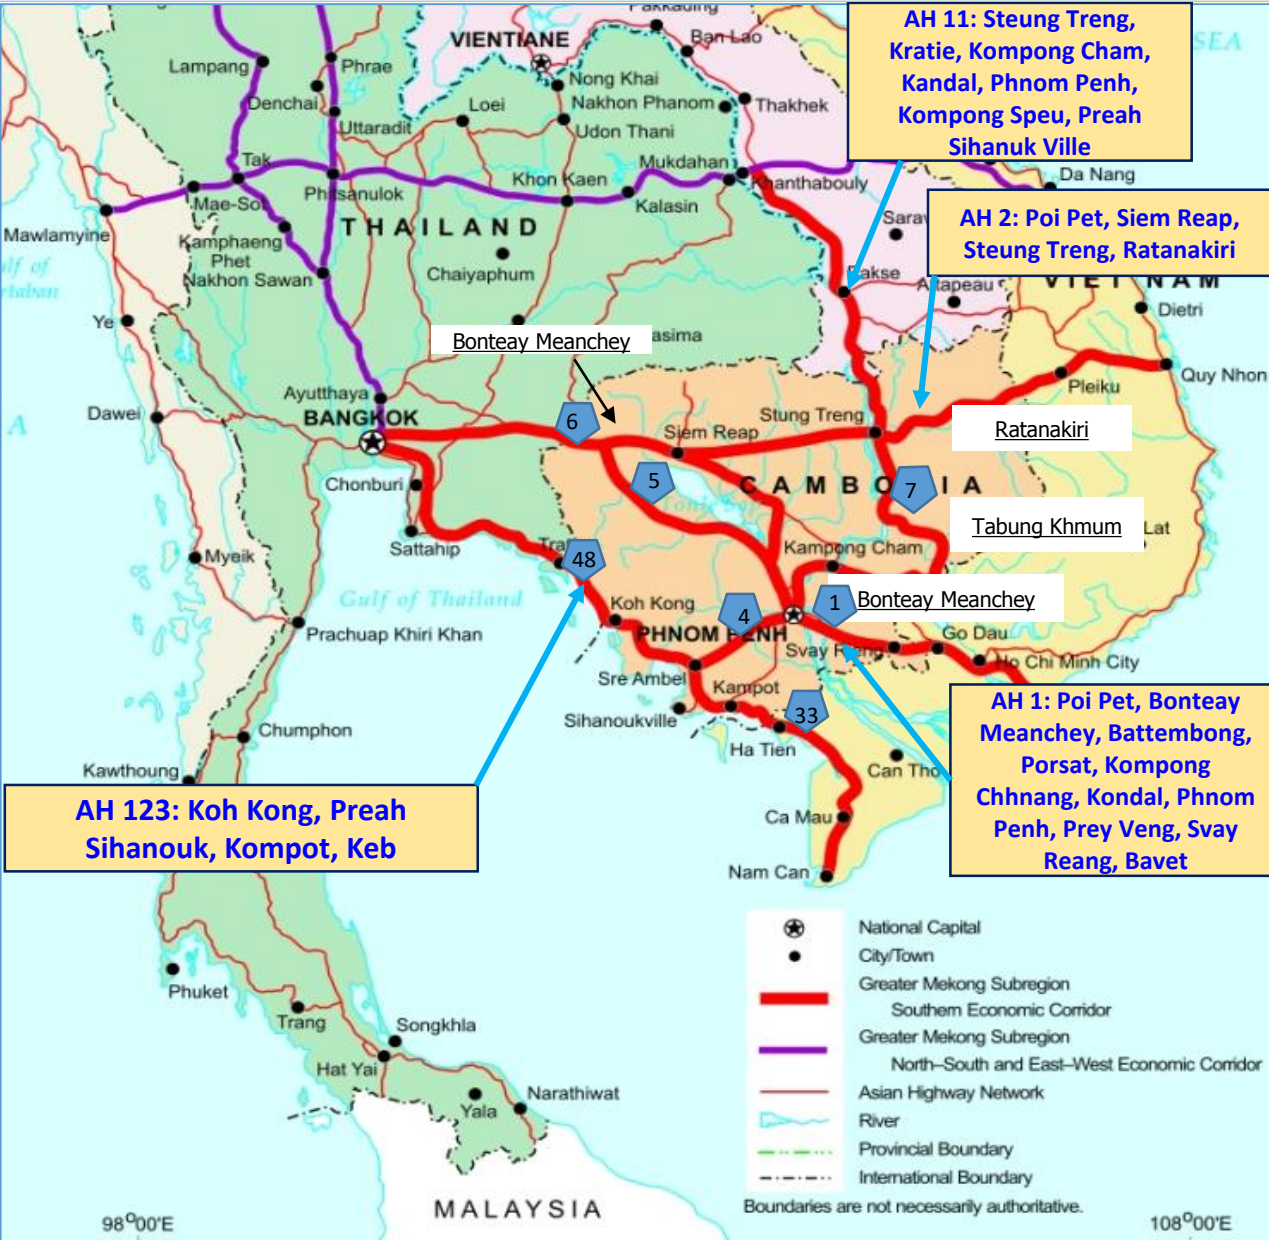 AH 11: Steung Treng,
Kratie, Kompong Cham,
Kandal, Phnom Penh,
Kompong Speu, Preah
Sihanuk Ville
SEA
Pakkading
Ban Lao
VIENTIANE
Lampang
Phrae
Nong Khai
Denchai
Loei
Nakhon Phanom
Thakhek
Uttaradit
Udon Thani
Tak
Mukdahan
Da Nang
Phitsanulok
Khon Kaen
Khanthabouly
Mae-Sot
Kalasin
AH 2: Poi Pet, Siem Reap,
Steung Treng, Ratanakiri
Mawlamyine
THAILAND
Kamphaeng
Phet
Nakhon Sawan
Chaiyaphum
Pakse
Attapeau
VIET NAM
Ye
Dietri
Bonteay Meanchey
asima
Ayutthaya
Pleiku
Quy Nhon
Dawei
BANGKOK
6
Stung Treng
Siem Reap
Ratanakiri
Chonburi
5
CAMBODIA
7
Tonle Sap
Tabung Khmum
Lat
Sattahip
Myeik
48
Kampong Cham
Gulf of Thailand
Koh Kong
4
1
Bonteay Meanchey
PHNOM PENH
Prachuap Khiri Khan
Svay Rieng
Go Dau
Ho Chi Minh City
Sre Ambel
Kampot
Sihanoukville
33
Ha Tien
AH 1: Poi Pet, Bonteay
Meanchey, Battembong,
Porsat, Kompong
Chhnang, Kondal, Phnom
Penh, Prey Veng, Svay
Reang, Bavet
Chumphon
Kawthoung
Can Tho
AH 123: Koh Kong, Preah
Sihanouk, Kompot, Keb
Ca Mau
Nam Can
National Capital
City/Town
Greater Mekong Subregion
Southern Economic Corridor
Greater Mekong Subregion
North–South and East–West Economic Corridor
Asian Highway Network
River
Provincial Boundary
International Boundary
Boundaries are not necessarily authoritative.
Phuket
Trang
Songkhla
Hat Yai
Narathiwat
Yala
MALAYSIA
98°00'E
108°00'E